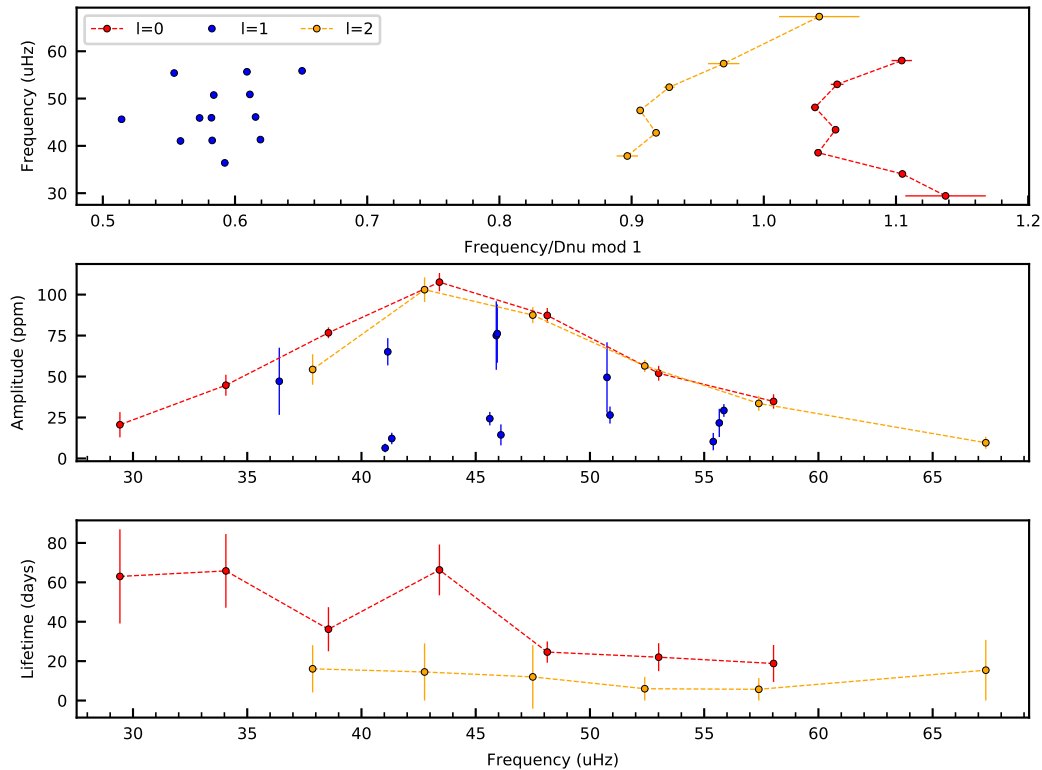 l=0 l=1 l=2
Frequency (uHz)
60
50
40
30
0.5 0.6 0.7 0.8 0.9 1.0 1.1 1.2
Frequency/Dnu mod 1
Amplitude (ppm)
100
75
50
25
0
30 35 40 45 50 55 60 65
Lifetime (days)
80
60
40
20
0
30 35 40 45 50 55 60 65
Frequency (uHz)